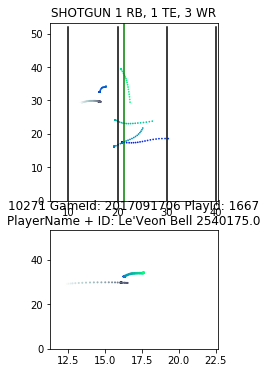 SHOTGUN 1 RB, 1 TE, 3 WR
50
40
30
20
10
0
10 20 30 40
10271 GameId: 2017091706 PlayId: 1667
PlayerName + ID: Le'Veon Bell 2540175.0
40
20
0
12.5 15.0 17.5 20.0 22.5